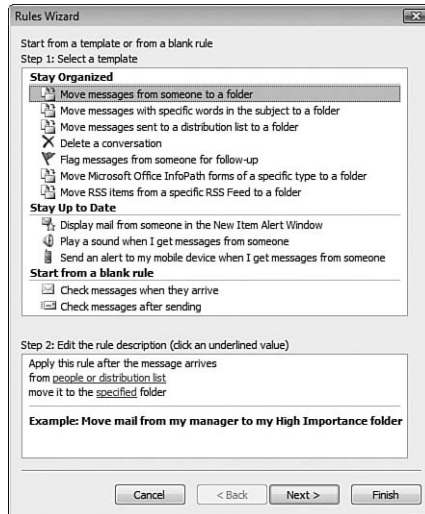 Rules Wizard
Start from a template or from a blank rule
Step 1: Select a template
Stay Organized
Move messages from someone to a folder
Move messages with specific words in the subject to a folder
Move messages sent to a distribution list to a folder
Delete a conversation
Flag messages from someone for follow-up
Move Microsoft Office InfoPath forms of a specific type to a folder
Move RSS items from a specific RSS Feed to a folder
Stay Up to Date
Display mail from someone in the New Item Alert Window
Play a sound when I get messages from someone
Send an alert to my mobile device when I get messages from someone
Start from a blank rule
Check messages when they arrive
Check messages after sending
Step 2: Edit the rule description (click an underlined value)
Apply this rule after the message arrives
from people or distribution list
move it to the specified folder
Example: Move mail from my manager to my High Importance folder
Cancel < Back Next > Finish